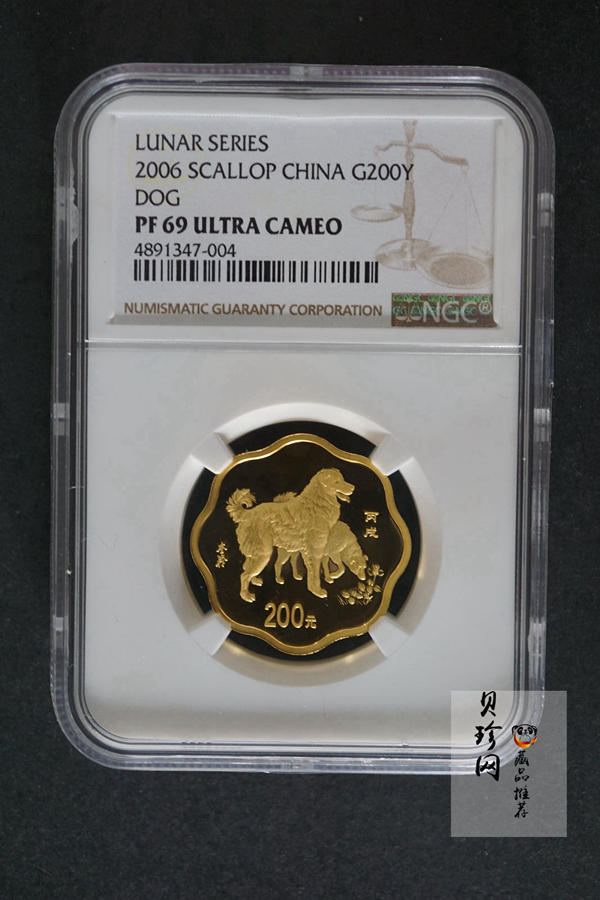 LUNAR SERIES
2006 SCALLOP CHINA G200Y
DOG
PF 69 ULTRA CAMEO
4891347-004
NUMISMATIC GUARANTY CORPORATION
NGC®
丙戌
200元
贝珍网
藏品推荐